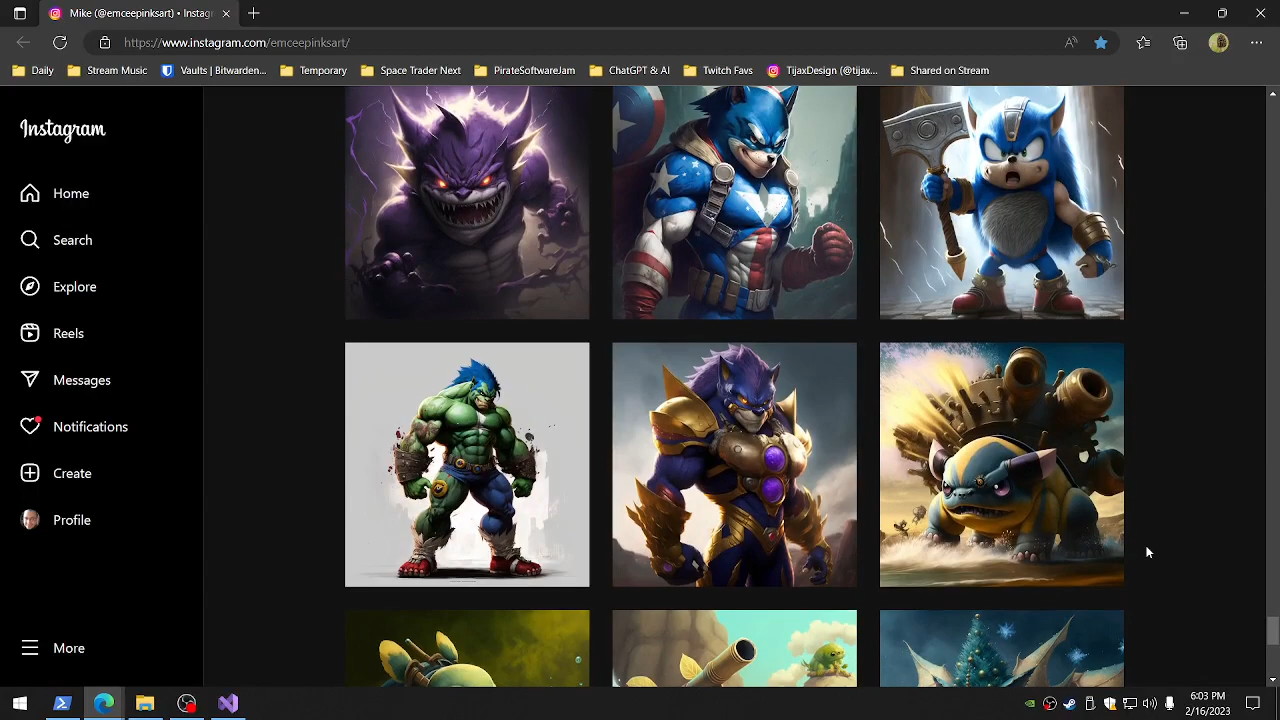 Mike (@emceepinksart) • Instagr
https://www.instagram.com/emceepinksart/
Daily
Stream Music
Vaults | Bitwarden...
Temporary
Space Trader Next
PirateSoftwareJam
ChatGPT & AI
Twitch Favs
TijaxDesign (@tijax...
Shared on Stream
Instagram
Home
Search
Explore
Reels
Messages
Notifications
Create
Profile
More
6:03 PM
2/16/2023